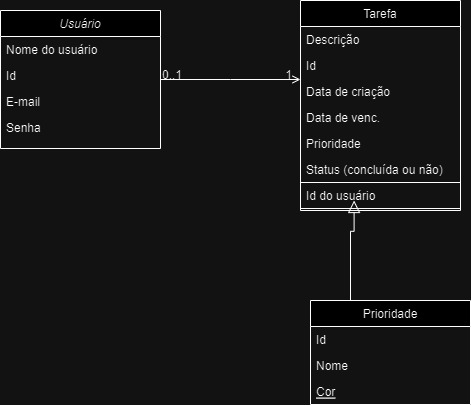 Usuário
Nome do usuário
Id
E-mail
Senha
0..1
1
Tarefa
Descrição
Id
Data de criação
Data de venc.
Prioridade
Status (concluída ou não)
Id do usuário
Prioridade
Id
Nome
Cor